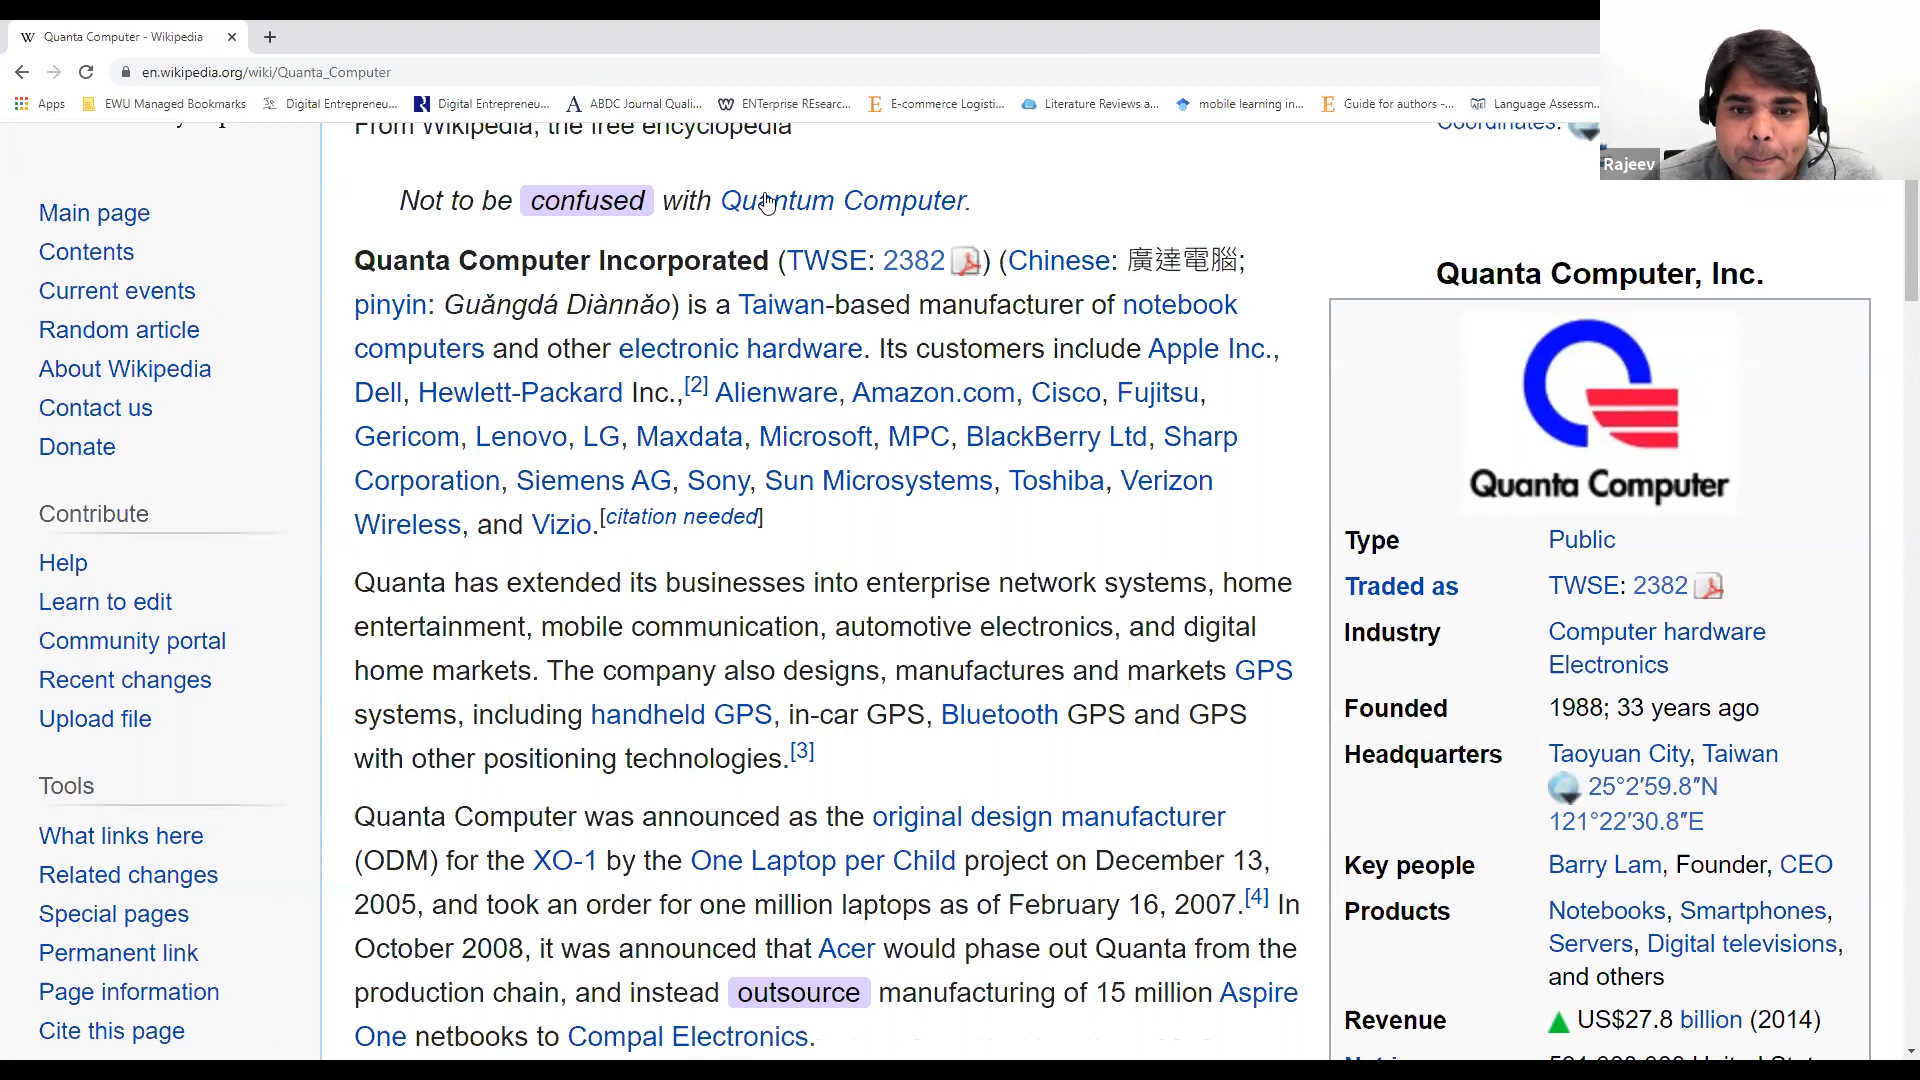 Quanta Computer - Wikipedia
en.wikipedia.org/wiki/Quanta_Computer
Apps
EWU Managed Bookmarks
Digital Entrepreneu...
Digital Entrepreneu...
ABDC Journal Quali...
ENTerprise REsearc...
E-commerce Logisti...
Literature Reviews a...
mobile learning in...
Guide for authors -...
Language Assessm...
Rajeev
Main page
Contents
Current events
Random article
About Wikipedia
Contact us
Donate
Contribute
Help
Learn to edit
Community portal
Recent changes
Upload file
Tools
What links here
Related changes
Special pages
Permanent link
Page information
Cite this page
From Wikipedia, the free encyclopedia
Coordinates:
Not to be confused with Quantum Computer.
Quanta Computer Incorporated (TWSE: 2382) (Chinese: 廣達電腦;
pinyin: Guǎngdá Diànnǎo) is a Taiwan-based manufacturer of notebook
computers and other electronic hardware. Its customers include Apple Inc.,
Dell, Hewlett-Packard Inc.,[2] Alienware, Amazon.com, Cisco, Fujitsu,
Gericom, Lenovo, LG, Maxdata, Microsoft, MPC, BlackBerry Ltd, Sharp
Corporation, Siemens AG, Sony, Sun Microsystems, Toshiba, Verizon
Wireless, and Vizio.[citation needed]
Quanta has extended its businesses into enterprise network systems, home
entertainment, mobile communication, automotive electronics, and digital
home markets. The company also designs, manufactures and markets GPS
systems, including handheld GPS, in-car GPS, Bluetooth GPS and GPS
with other positioning technologies.[3]
Quanta Computer was announced as the original design manufacturer
(ODM) for the XO-1 by the One Laptop per Child project on December 13,
2005, and took an order for one million laptops as of February 16, 2007.[4] In
October 2008, it was announced that Acer would phase out Quanta from the
production chain, and instead outsource manufacturing of 15 million Aspire
One netbooks to Compal Electronics.
Quanta Computer, Inc.
Quanta Computer
Type Public
Traded as TWSE: 2382
Industry Computer hardware
Electronics
Founded 1988; 33 years ago
Headquarters Taoyuan City, Taiwan
25°2′59.8″N
121°22′30.8″E
Key people Barry Lam, Founder, CEO
Products Notebooks, Smartphones,
Servers, Digital televisions,
and others
Revenue US$27.8 billion (2014)